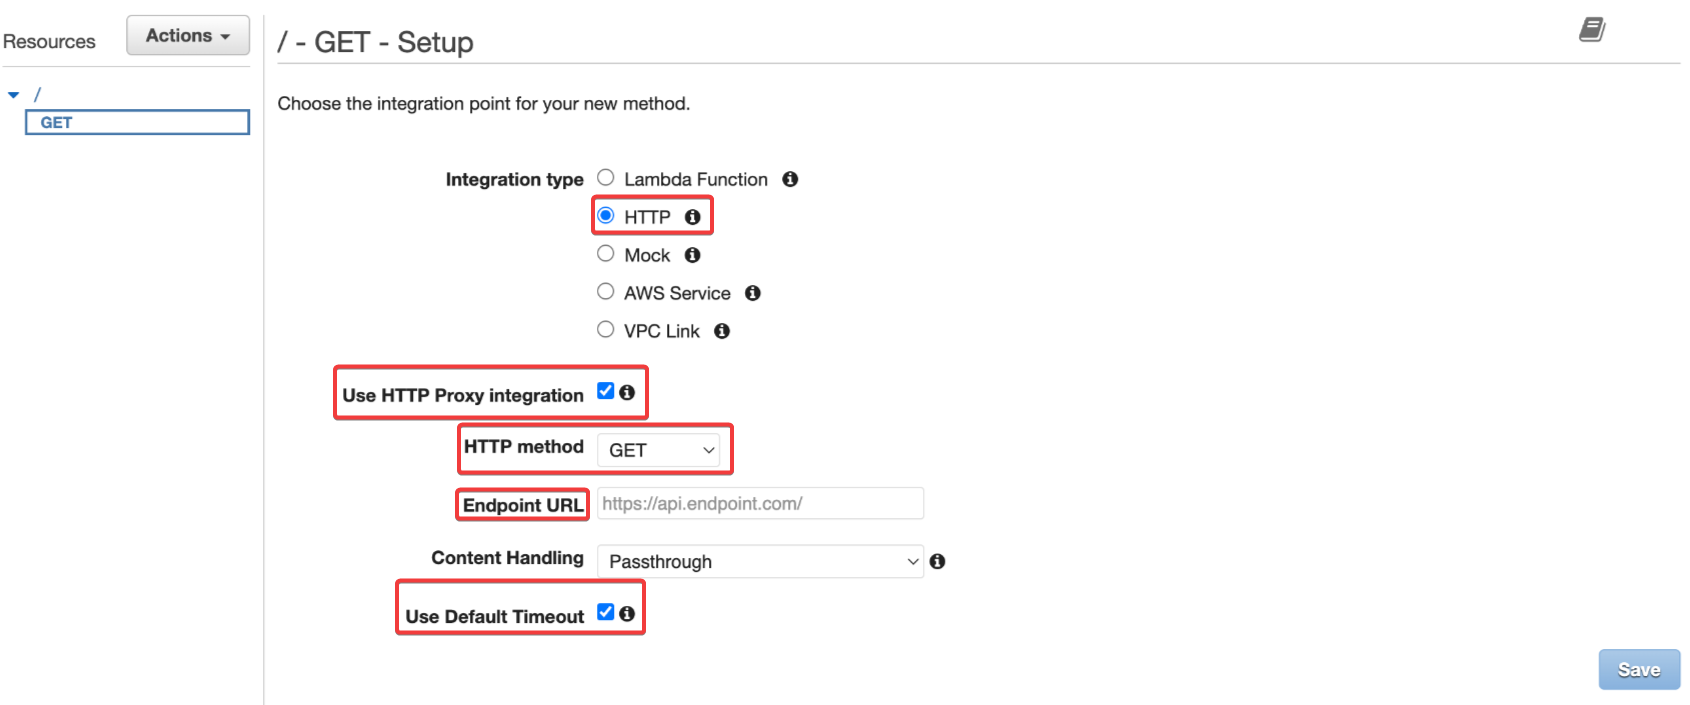 Resources
Actions
/ - GET - Setup
/
GET
Choose the integration point for your new method.
Integration type
Lambda Function
HTTP
Mock
AWS Service
VPC Link
Use HTTP Proxy integration
HTTP method GET
Endpoint URL https://api.endpoint.com/
Content Handling Passthrough
Use Default Timeout
Save